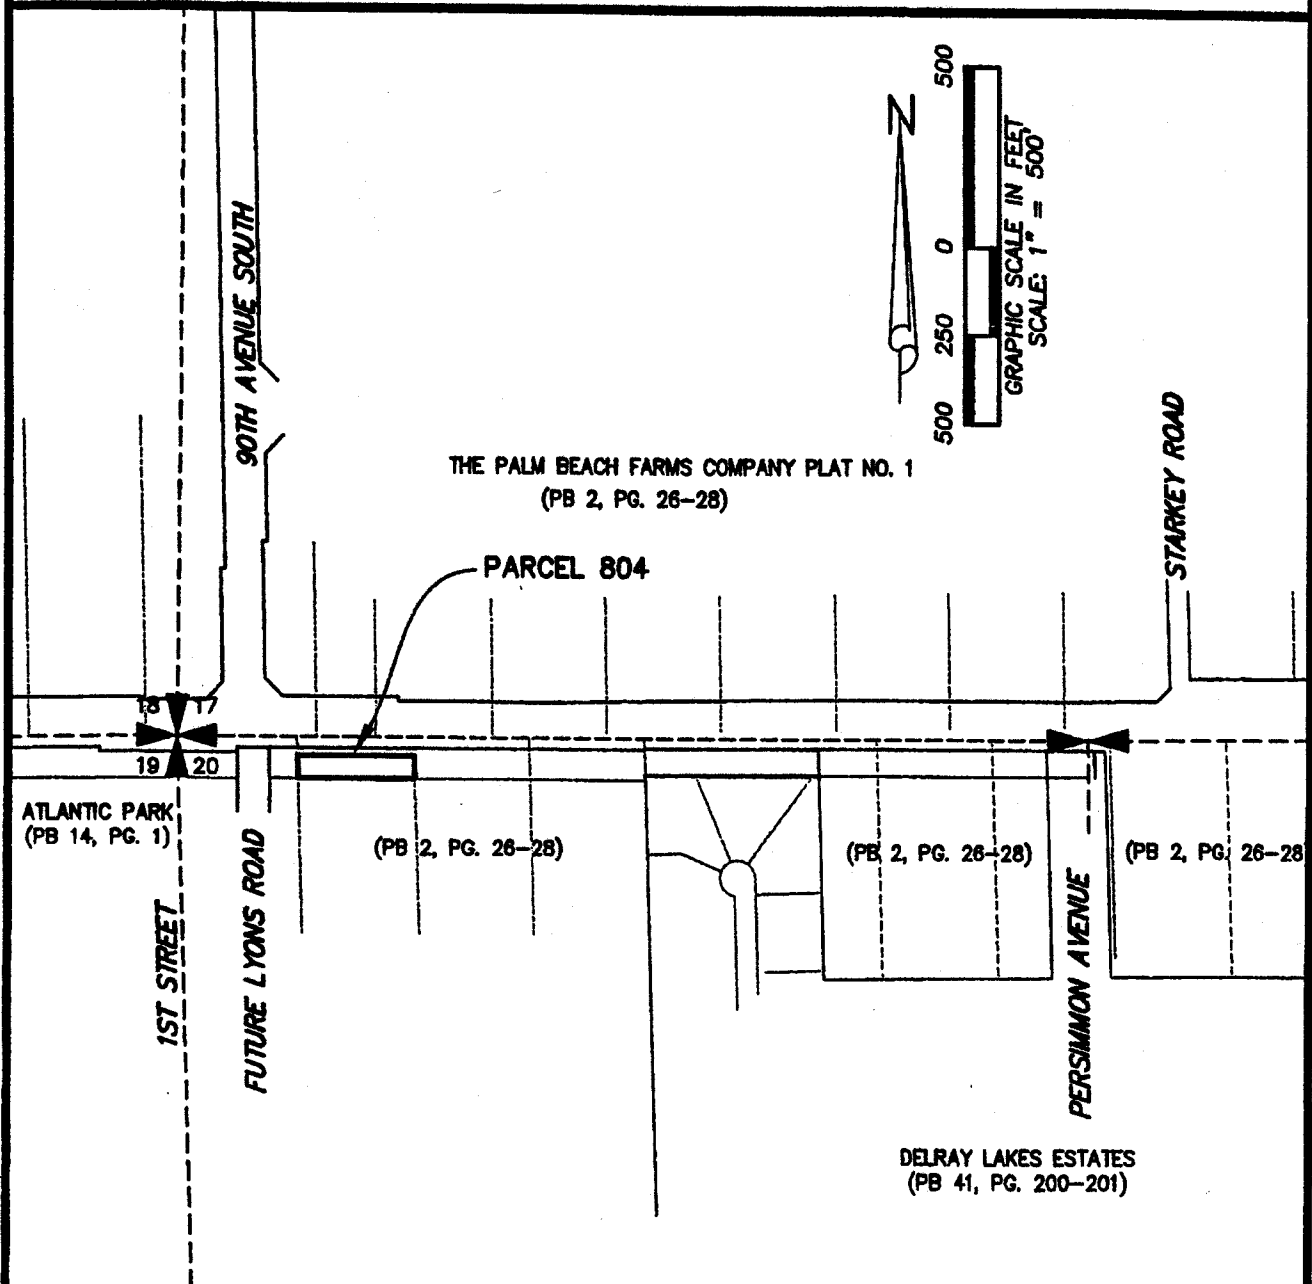 500
0
250
500
GRAPHIC SCALE IN FEET
SCALE: 1" = 500'
N
90TH AVENUE SOUTH
THE PALM BEACH FARMS COMPANY PLAT NO. 1
(PB 2, PG. 26-28)
STARKEY ROAD
PARCEL 804
18 17
19 20
ATLANTIC PARK
(PB 14, PG. 1)
(PB 2, PG. 26-28)
(PB 2, PG. 26-28)
(PB 2, PG. 26-28
1ST STREET
FUTURE LYONS ROAD
PERSIMMON AVENUE
DELRAY LAKES ESTATES
(PB 41, PG. 200-201)